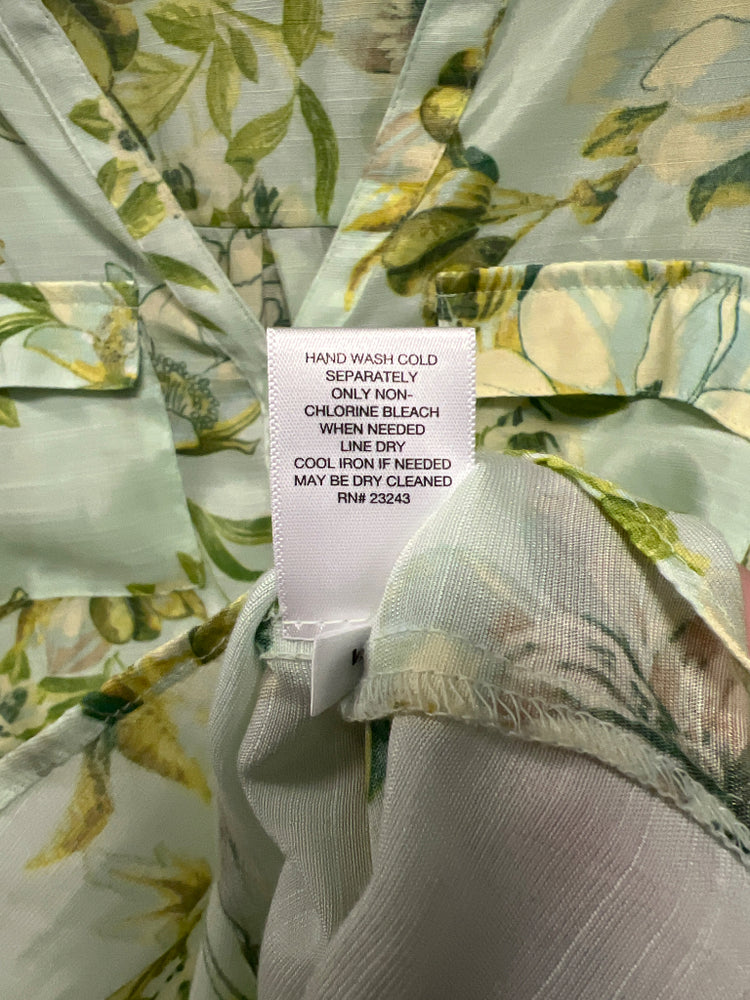 HAND WASH COLD
SEPARATELY
ONLY NON-
CHLORINE BLEACH
WHEN NEEDED
LINE DRY
COOL IRON IF NEEDED
MAY BE DRY CLEANED
RN# 23243